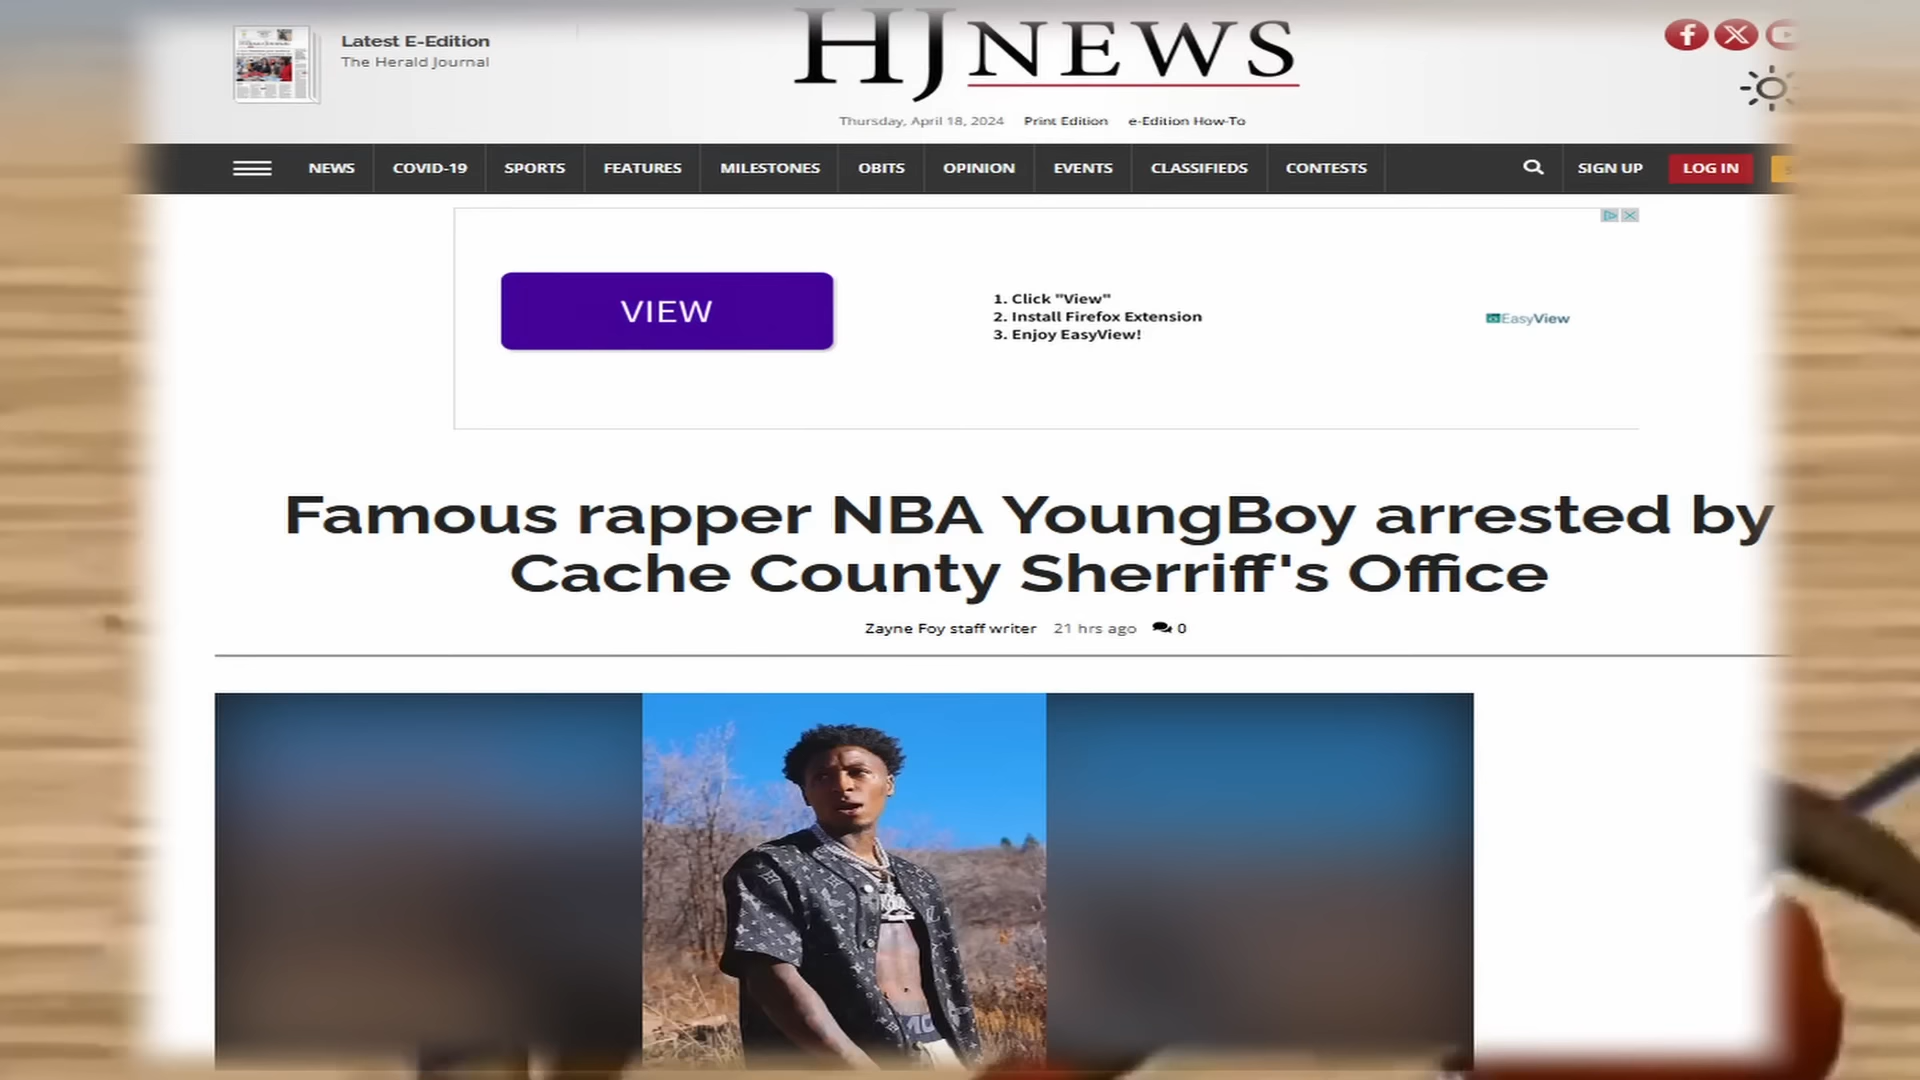 Latest E-Edition
The Herald Journal
HJNEWS
Thursday, April 18, 2024 Print Edition e-Edition How-To
NEWS COVID-19 SPORTS FEATURES MILESTONES OBITS OPINION EVENTS CLASSIFIEDS CONTESTS SIGN UP LOG IN
VIEW
1. Click "View"
2. Install Firefox Extension
3. Enjoy EasyView!
EasyView
Famous rapper NBA YoungBoy arrested by
Cache County Sherriff's Office
Zayne Foy staff writer 21 hrs ago 0